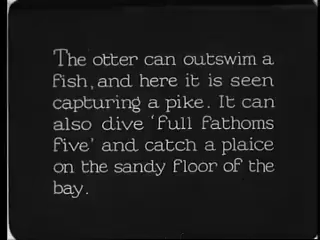 The otter can outswim a
fish, and here it is seen
capturing a pike. It can
also dive 'full fathoms
five' and catch a plaice
on the sandy floor of the
bay.